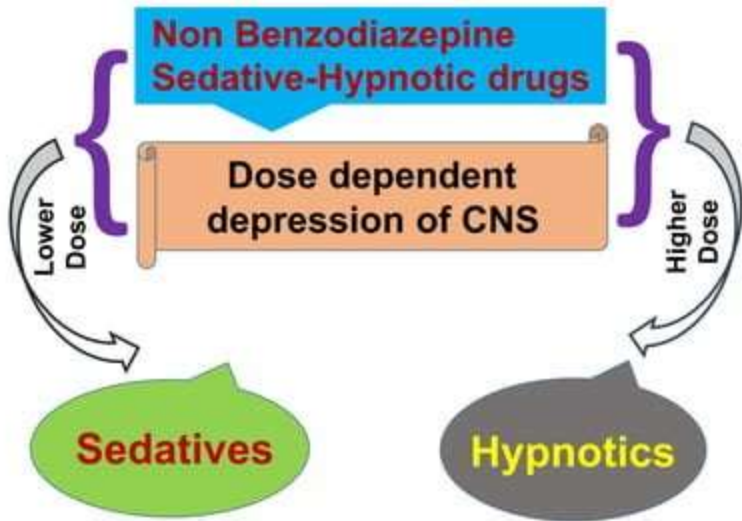 Non Benzodiazepine
Sedative-Hypnotic drugs
Dose dependent
depression of CNS
Lower
Dose
Higher
Dose
Sedatives
Hypnotics